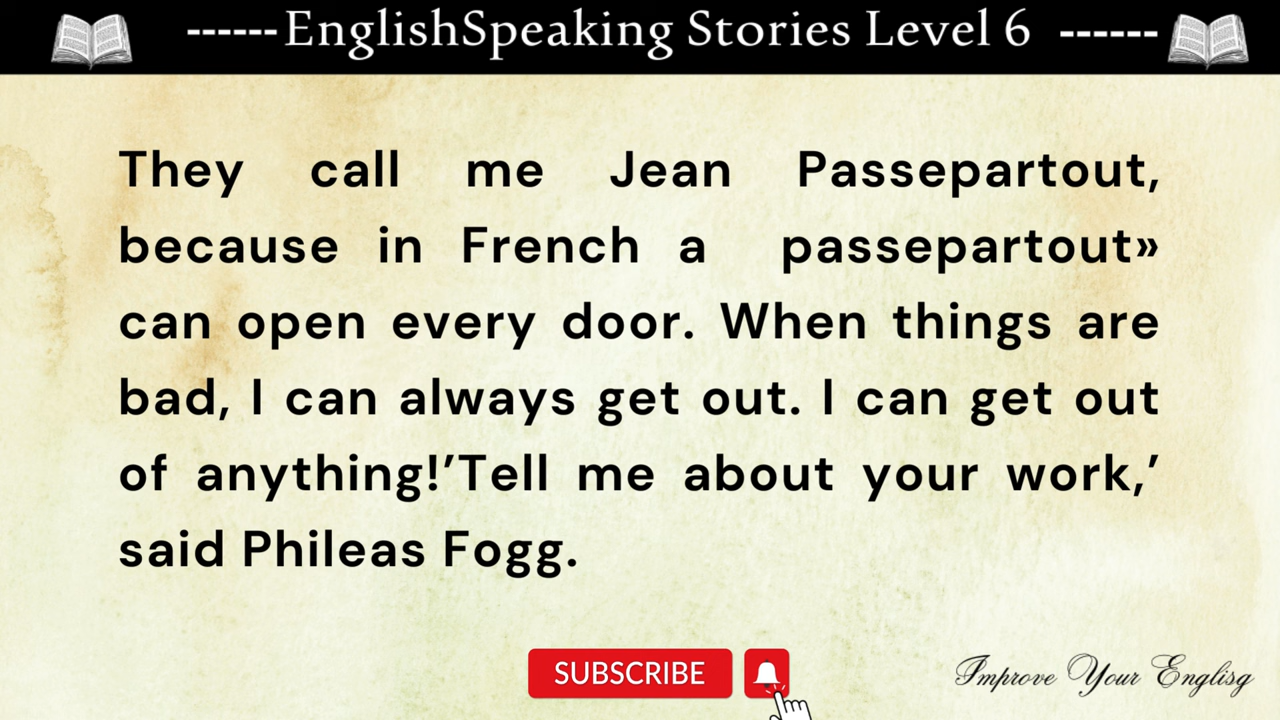 ------EnglishSpeaking Stories Level 6 ------
They call me Jean Passepartout,
because in French a passepartout»
can open every door. When things are
bad, I can always get out. I can get out
of anything!’Tell me about your work,’
said Phileas Fogg.
SUBSCRIBE
Improve Your Englisg